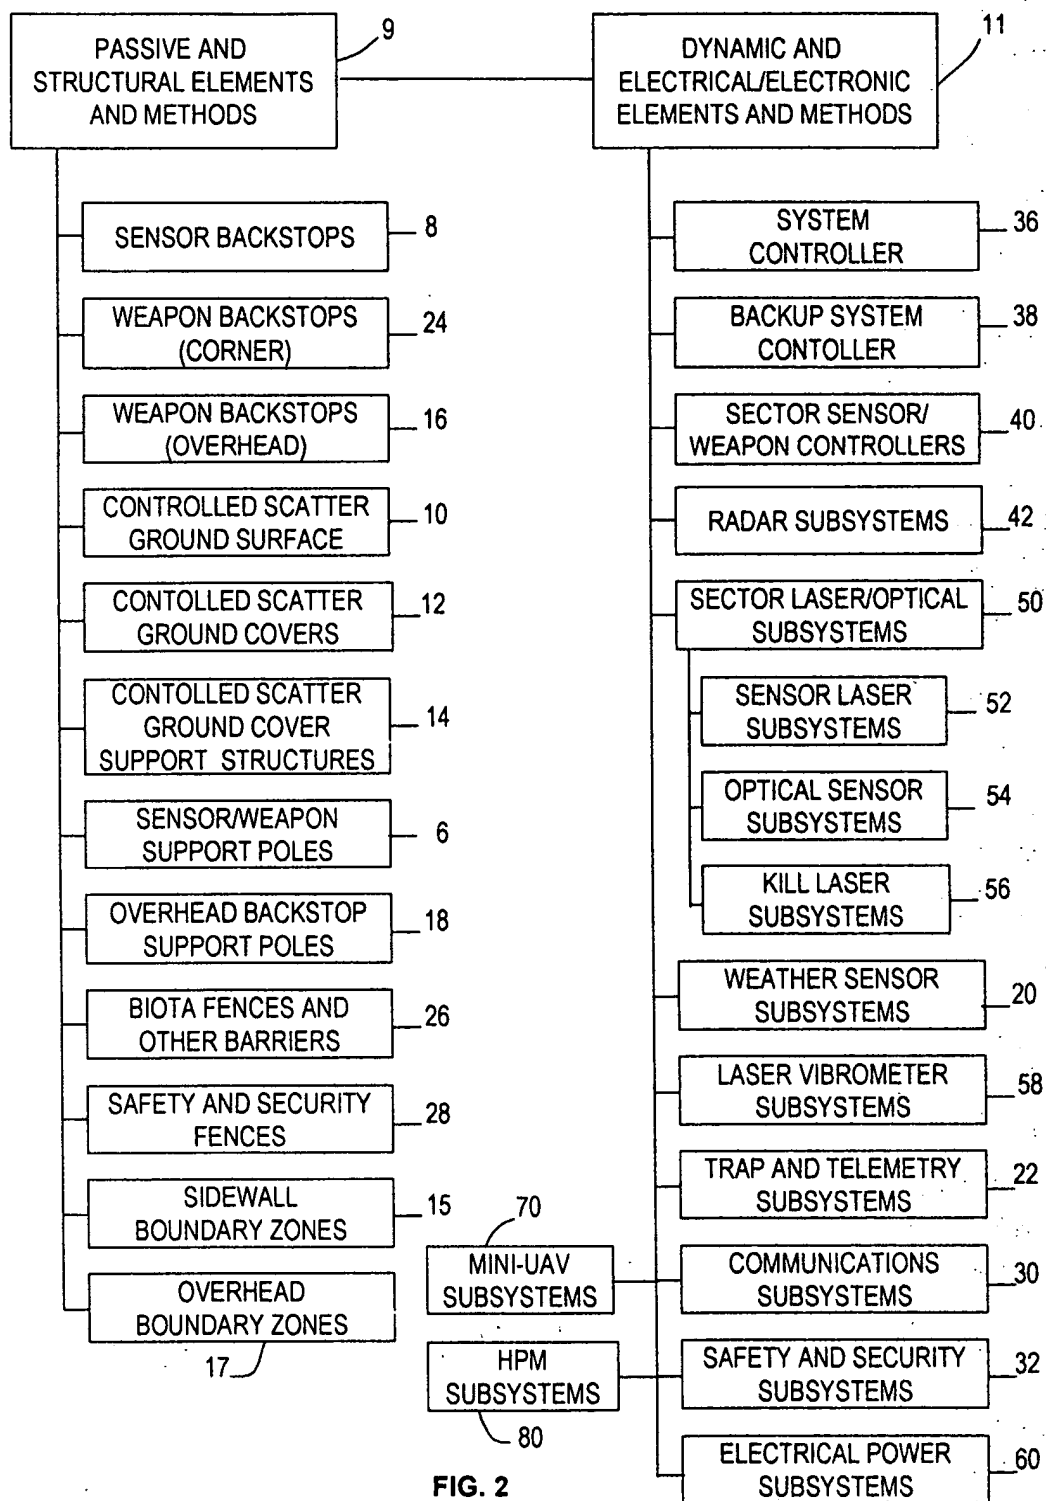 PASSIVE AND
STRUCTURAL ELEMENTS
AND METHODS
9
DYNAMIC AND
ELECTRICAL/ELECTRONIC
ELEMENTS AND METHODS
11
SENSOR BACKSTOPS
8
WEAPON BACKSTOPS
(CORNER)
24
WEAPON BACKSTOPS
(OVERHEAD)
16
CONTROLLED SCATTER
GROUND SURFACE
10
CONTOLLED SCATTER
GROUND COVERS
12
CONTOLLED SCATTER
GROUND COVER
SUPPORT STRUCTURES
14
SENSOR/WEAPON
SUPPORT POLES
6
OVERHEAD BACKSTOP
SUPPORT POLES
18
BIOTA FENCES AND
OTHER BARRIERS
26
SAFETY AND SECURITY
FENCES
28
SIDEWALL
BOUNDARY ZONES
15
OVERHEAD
BOUNDARY ZONES
17
SYSTEM
CONTROLLER
36
BACKUP SYSTEM
CONTOLLER
38
SECTOR SENSOR/
WEAPON CONTROLLERS
40
RADAR SUBSYSTEMS
42
SECTOR LASER/OPTICAL
SUBSYSTEMS
50
SENSOR LASER
SUBSYSTEMS
52
OPTICAL SENSOR
SUBSYSTEMS
54
KILL LASER
SUBSYSTEMS
56
WEATHER SENSOR
SUBSYSTEMS
20
LASER VIBROMETER
SUBSYSTEMS
58
TRAP AND TELEMETRY
SUBSYSTEMS
22
70
MINI-UAV
SUBSYSTEMS
COMMUNICATIONS
SUBSYSTEMS
30
HPM
SUBSYSTEMS
80
SAFETY AND SECURITY
SUBSYSTEMS
32
ELECTRICAL POWER
SUBSYSTEMS
60
FIG. 2